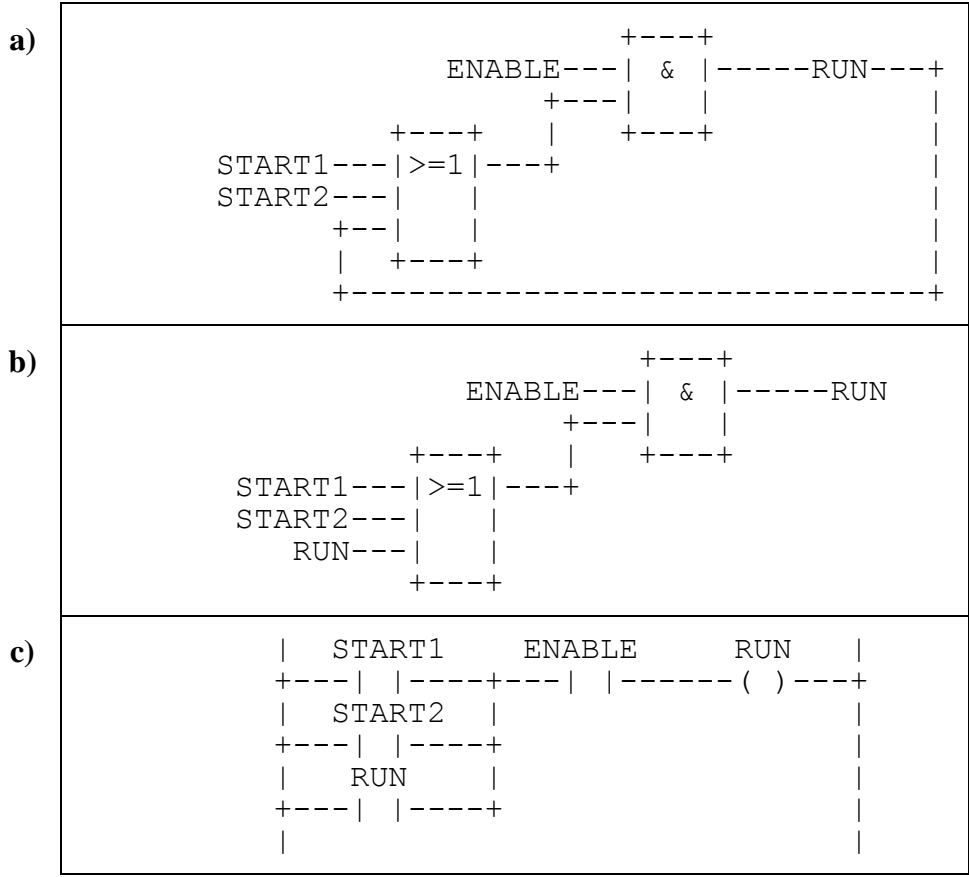 a)
+---+
ENABLE---| & |-----RUN---+
+---| | |
+---+ | +---+ |
START1---|>=1|---+ |
START2---| | |
+--| | |
| +---+ |
+------------------------------+
b)
+---+
ENABLE---| & |-----RUN
+---| |
+---+ | +---+
START1---|>=1|---+
START2---| |
RUN---| |
+---+
c)
| START1 ENABLE RUN |
+---| |----+---| |------( )---+
| START2 | |
+---| |----+ |
| RUN | |
+---| |----+ |
| |